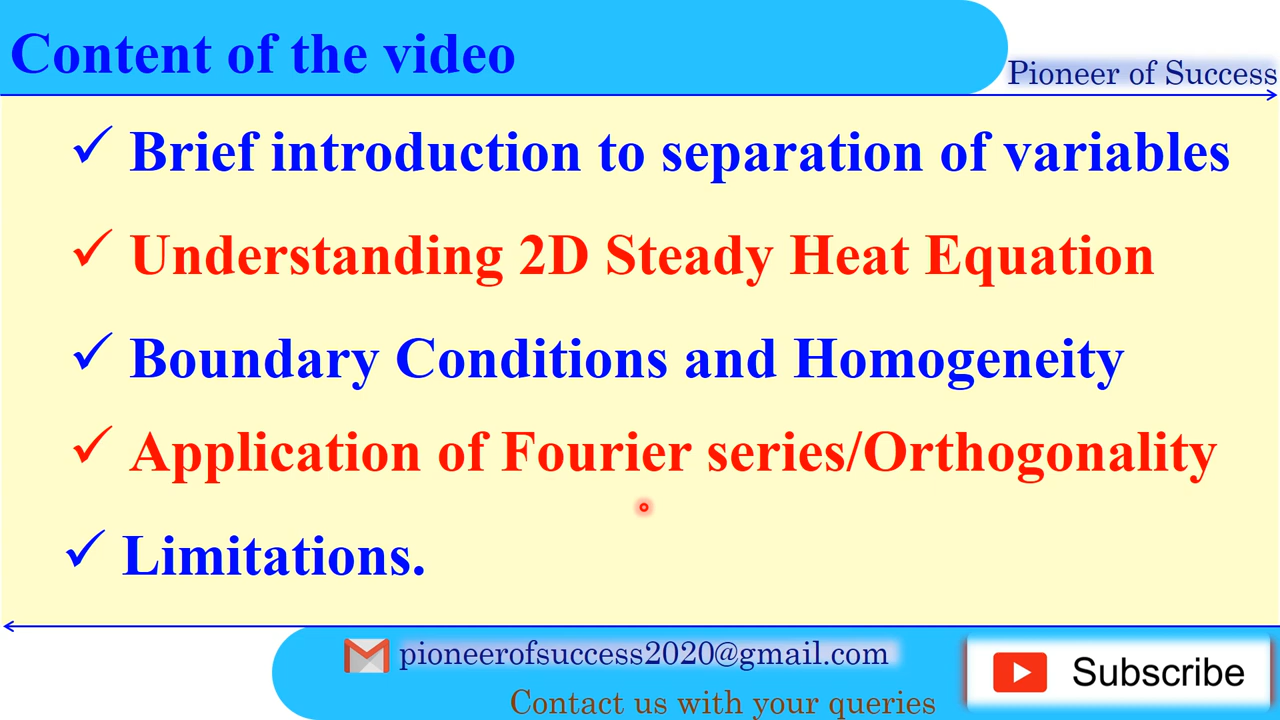 Content of the video
Pioneer of Success
✓ Brief introduction to separation of variables
✓ Understanding 2D Steady Heat Equation
✓ Boundary Conditions and Homogeneity
✓ Application of Fourier series/Orthogonality
✓ Limitations.
pioneerofsuccess2020@gmail.com
Subscribe
Contact us with your queries